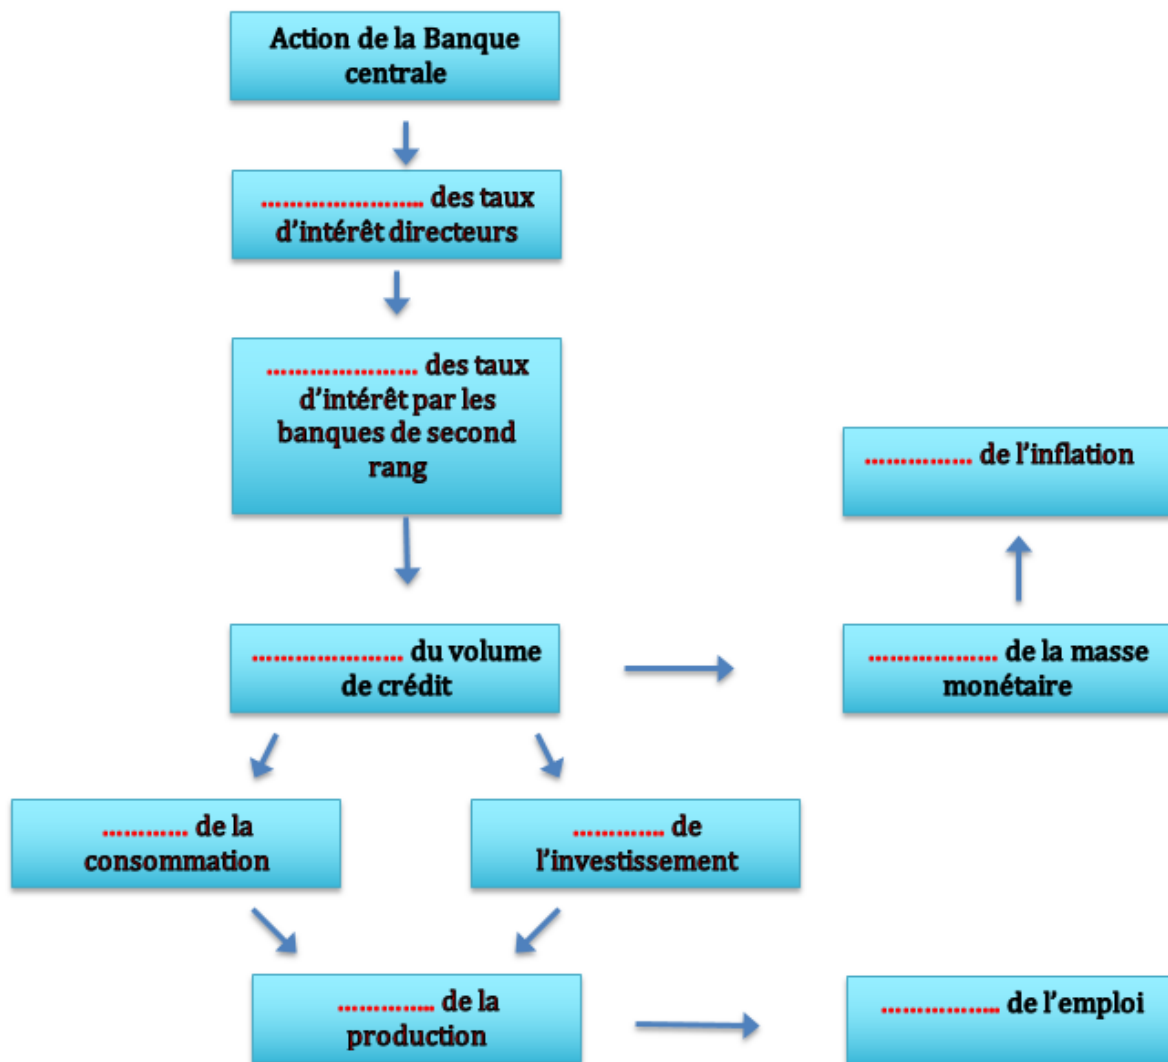 Action de la Banque
centrale
........................ des taux
d'intérêt directeurs
...................... des taux
d'intérêt par les
banques de second
rang
................ de l'inflation
...................... du volume
de crédit
................... de la masse
monétaire
............ de la
consommation
............. de
l'investissement
.............. de la
production
................. de l'emploi